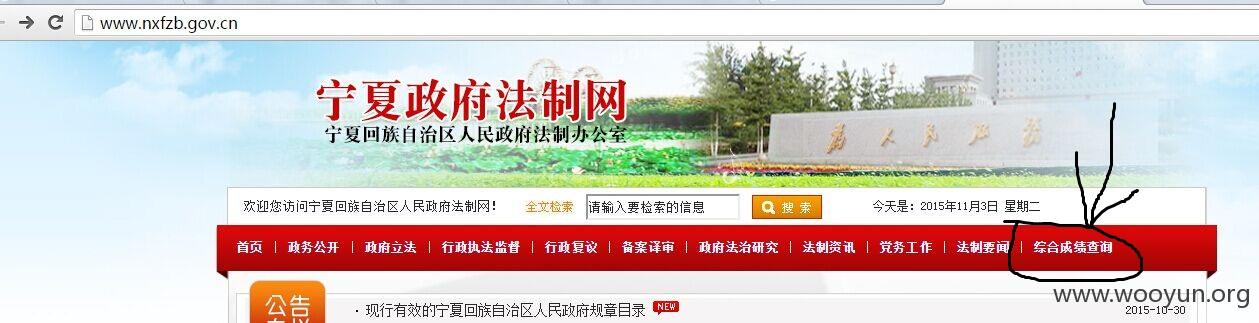 www.nxfzb.gov.cn
宁夏政府法制网
宁夏回族自治区人民政府法制办公室
为人民服务
欢迎您访问宁夏回族自治区人民政府法制网! 全文检索 请输入要检索的信息 搜 索 今天是:2015年11月3日 星期二
首页 政务公开 政府立法 行政执法监督 行政复议 备案译审 政府法治研究 法制资讯 党务工作 法制要闻 综合成绩查询
公告
· 现行有效的宁夏回族自治区人民政府规章目录 NEW 2015-10-30
www.wooyun.org